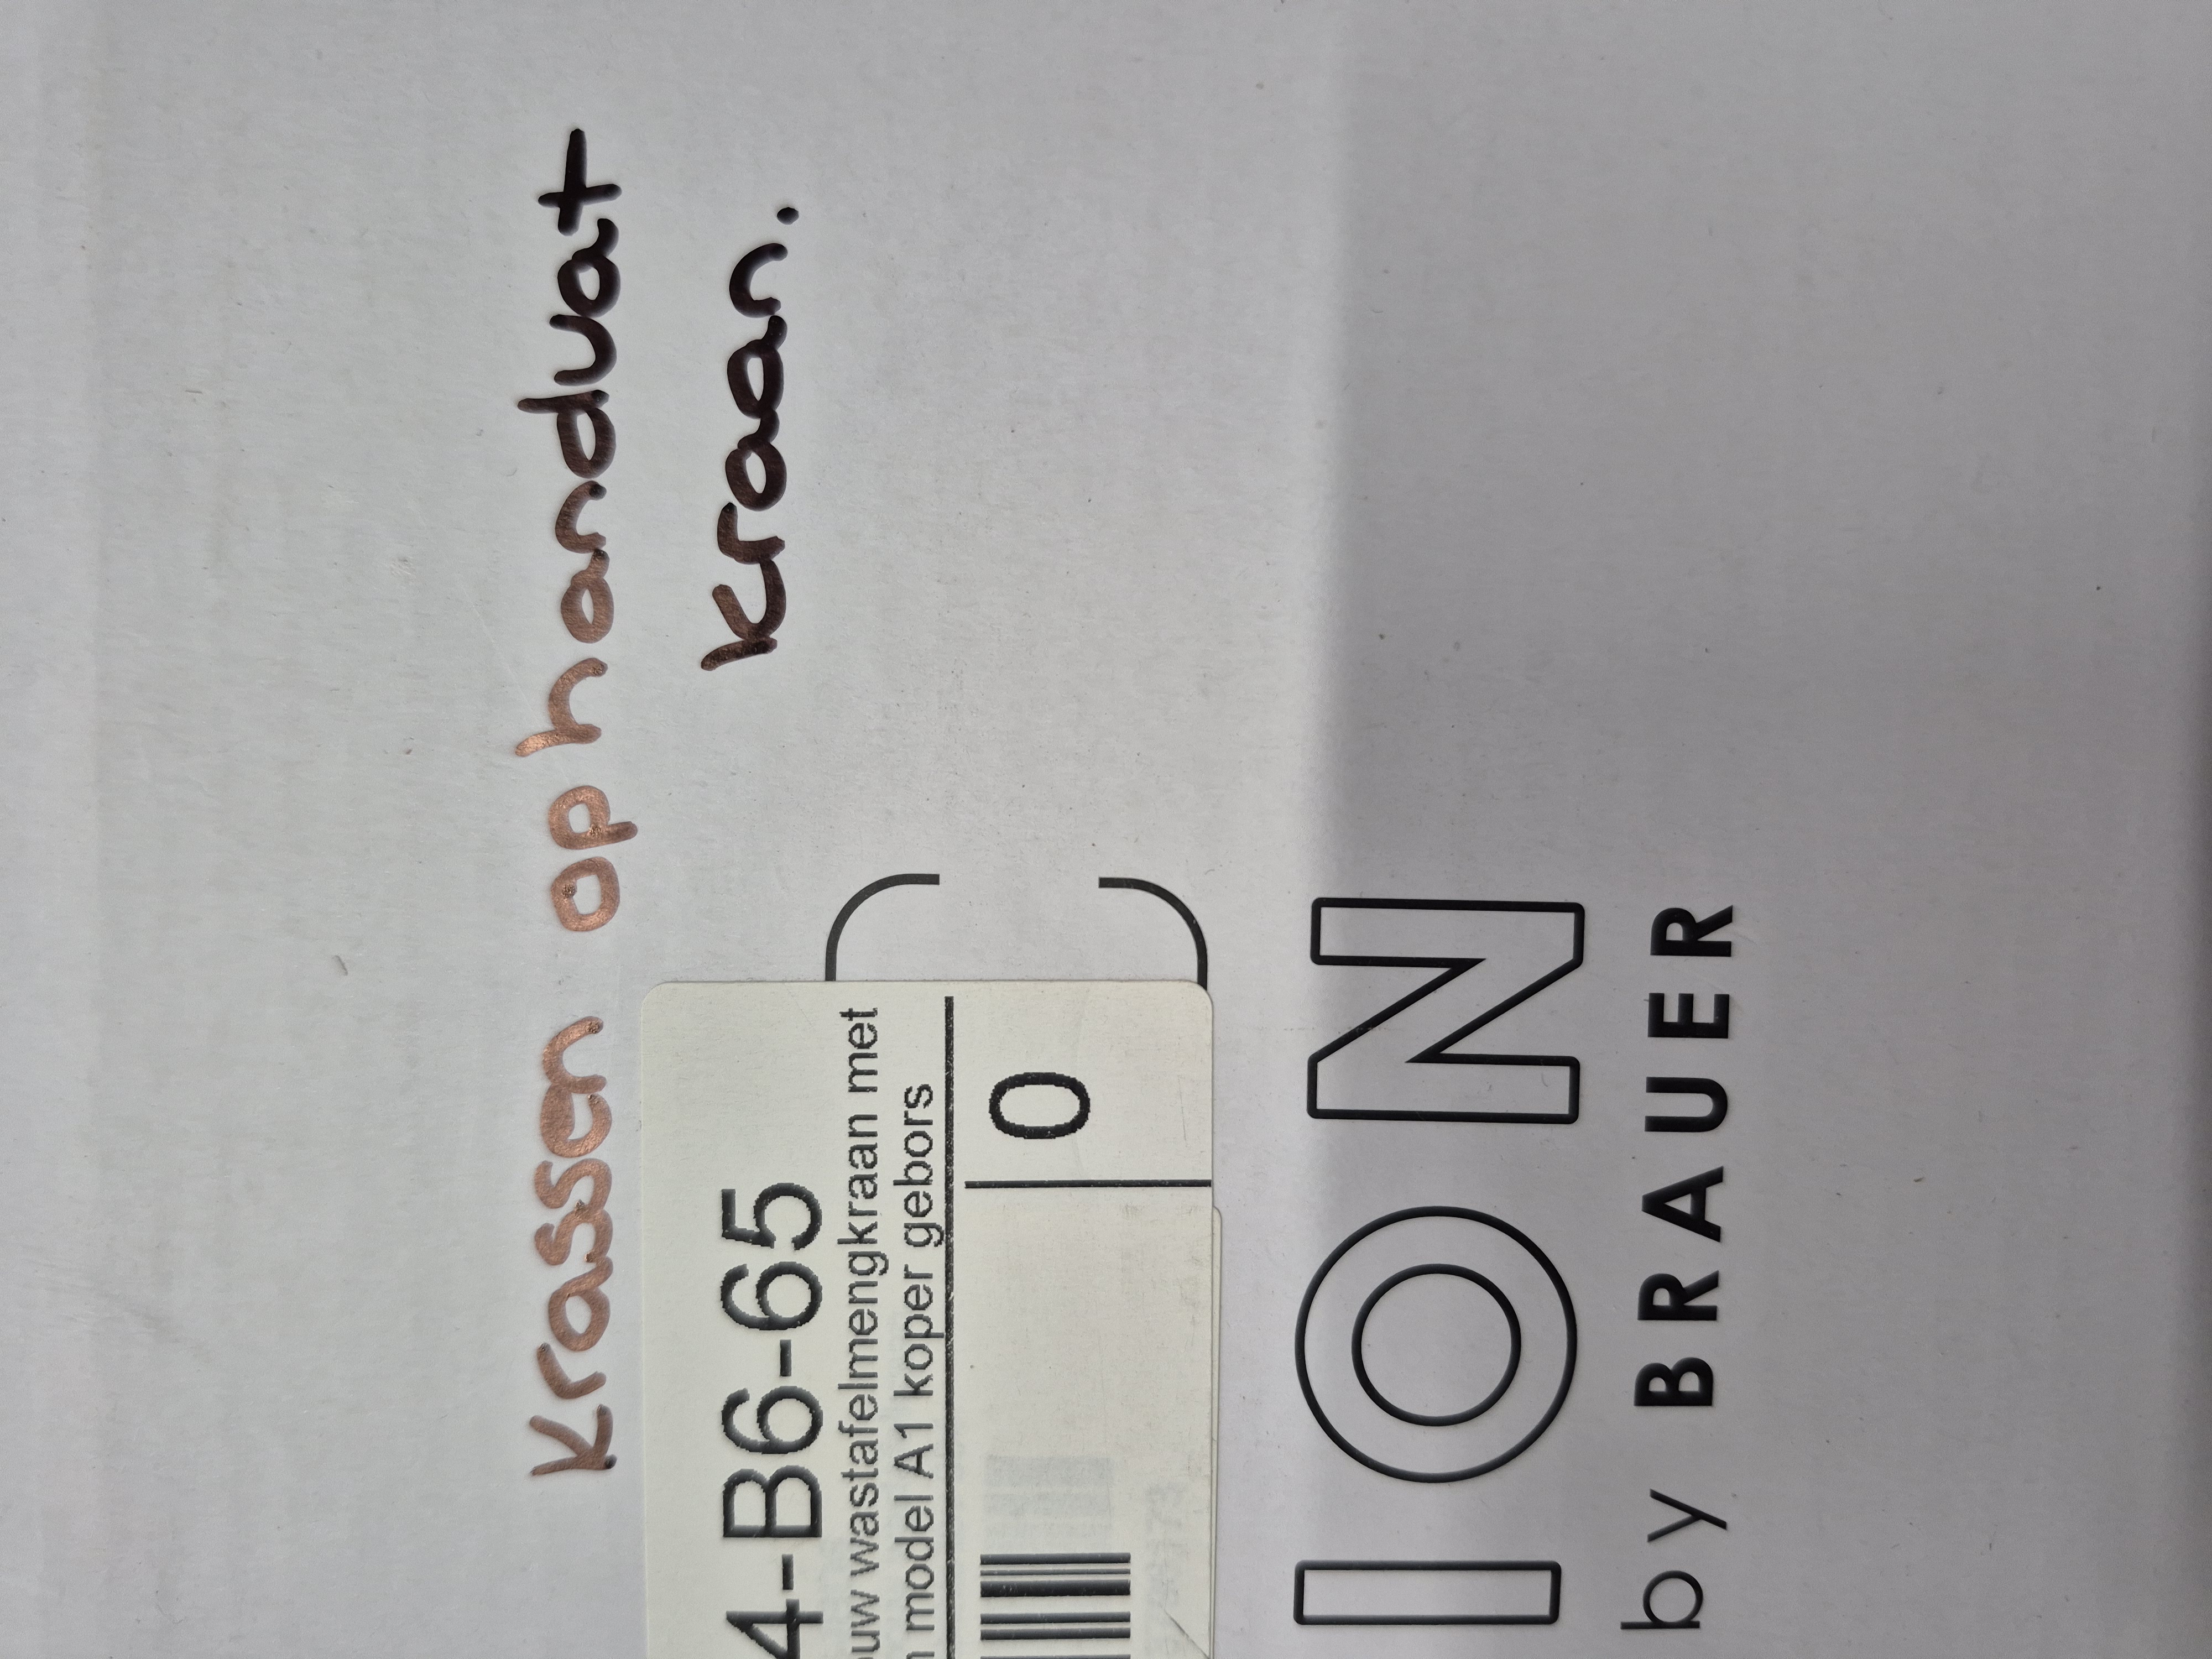 krassen op handvat
kraan.
4-B6-65
ouw wastafelmengkraan met
model A1 koper gebors
0
ION
by BRAUER